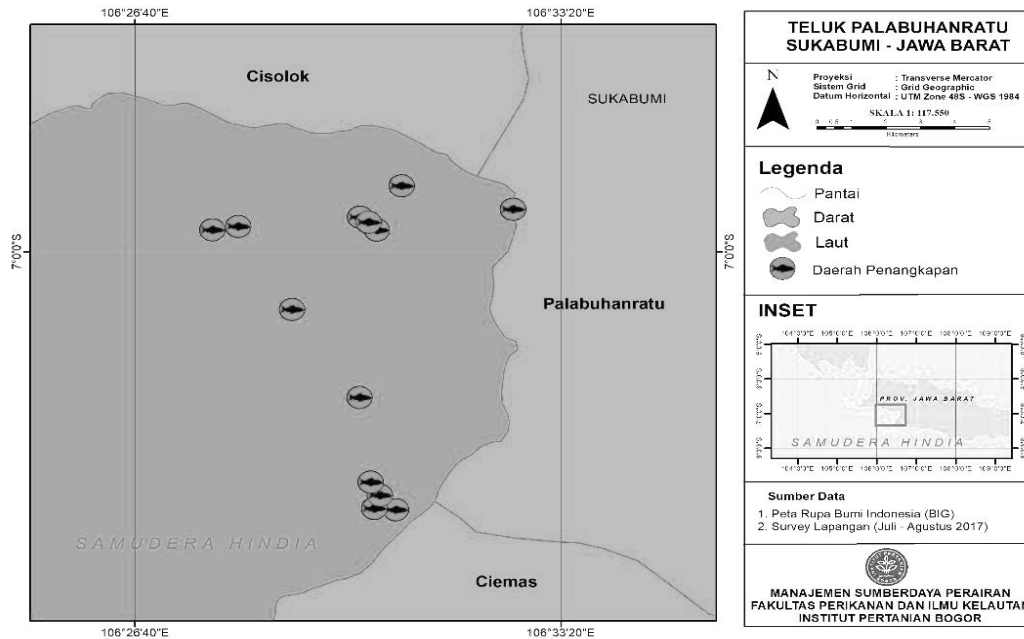 106°26'40"E
106°33'20"E
Cisolok
SUKABUMI
7°0'0"S
7°0'0"S
Palabuhanratu
SAMUDERA HINDIA
Ciemas
106°26'40"E
106°33'20"E
TELUK PALABUHANRATU
SUKABUMI - JAWA BARAT
N
Proyeksi : Transverse Mercator
Sistem Grid : Grid Geographic
Datum Horizontal : UTM Zone 48S - WGS 1984
SKALA 1: 117.550
Kilometers
Legenda
Pantai
Darat
Laut
Daerah Penangkapan
INSET
PROV. JAWA BARAT
SAMUDERA HINDIA
Sumber Data
1. Peta Rupa Bumi Indonesia (BIG)
2. Survey Lapangan (Juli - Agustus 2017)
MANAJEMEN SUMBERDAYA PERAIRAN
FAKULTAS PERIKANAN DAN ILMU KELAUTAN
INSTITUT PERTANIAN BOGOR